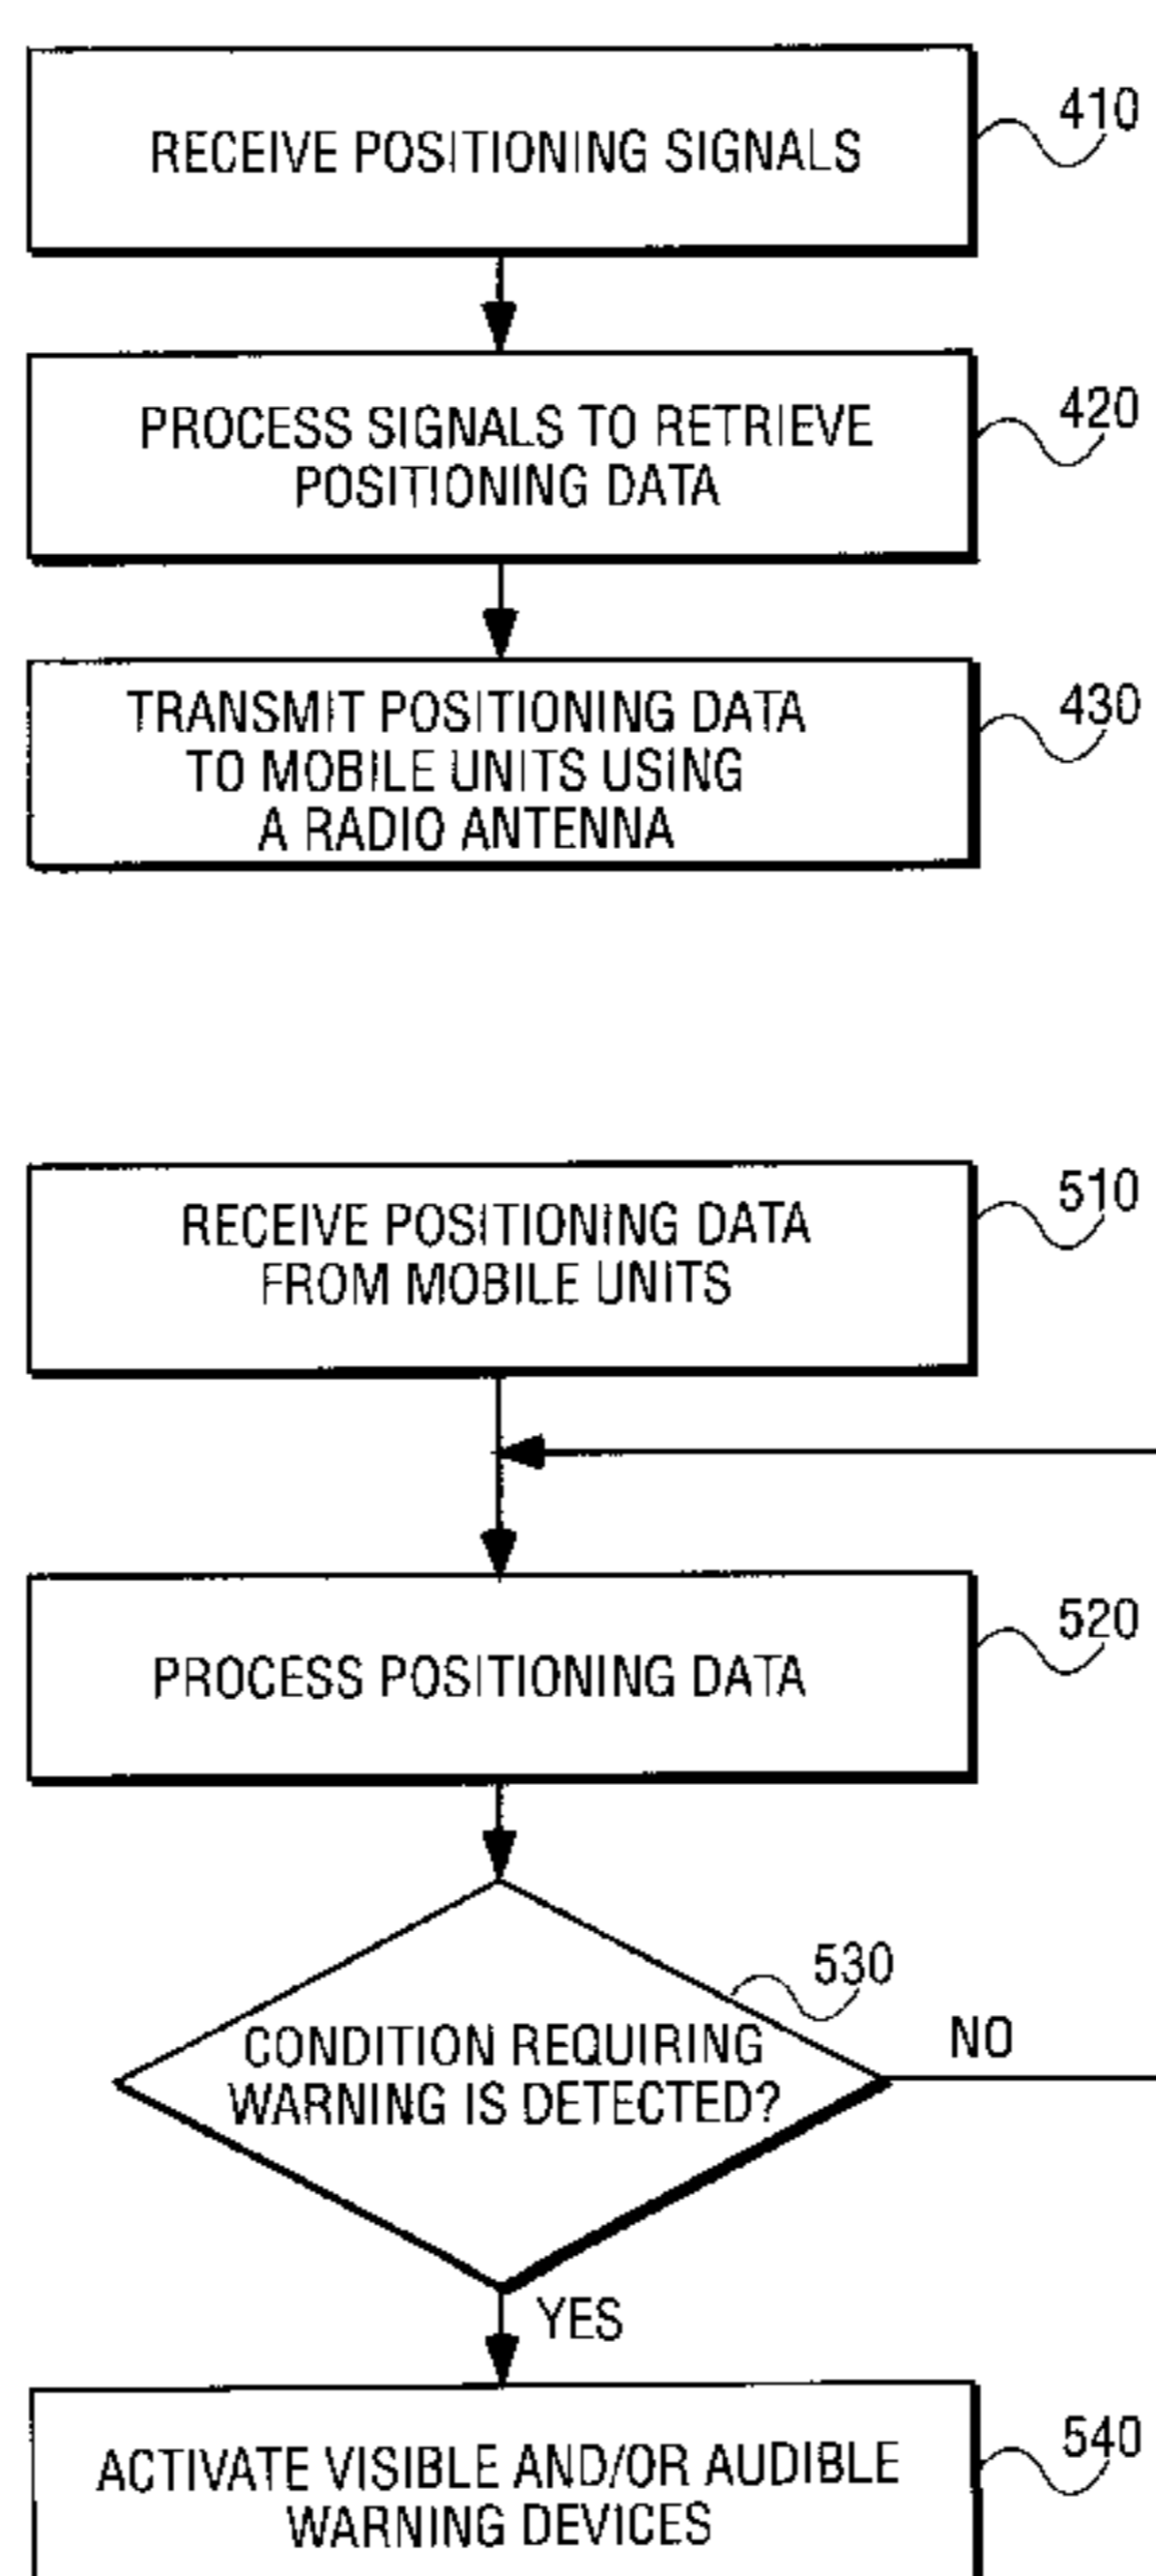 RECEIVE POSITIONING SIGNALS
410
PROCESS SIGNALS TO RETRIEVE
POSITIONING DATA
420
TRANSMIT POSITIONING DATA
TO MOBILE UNITS USING
A RADIO ANTENNA
430
RECEIVE POSITIONING DATA
FROM MOBILE UNITS
510
PROCESS POSITIONING DATA
520
530
CONDITION REQUIRING
WARNING IS DETECTED?
NO
YES
ACTIVATE VISIBLE AND/OR AUDIBLE
WARNING DEVICES
540